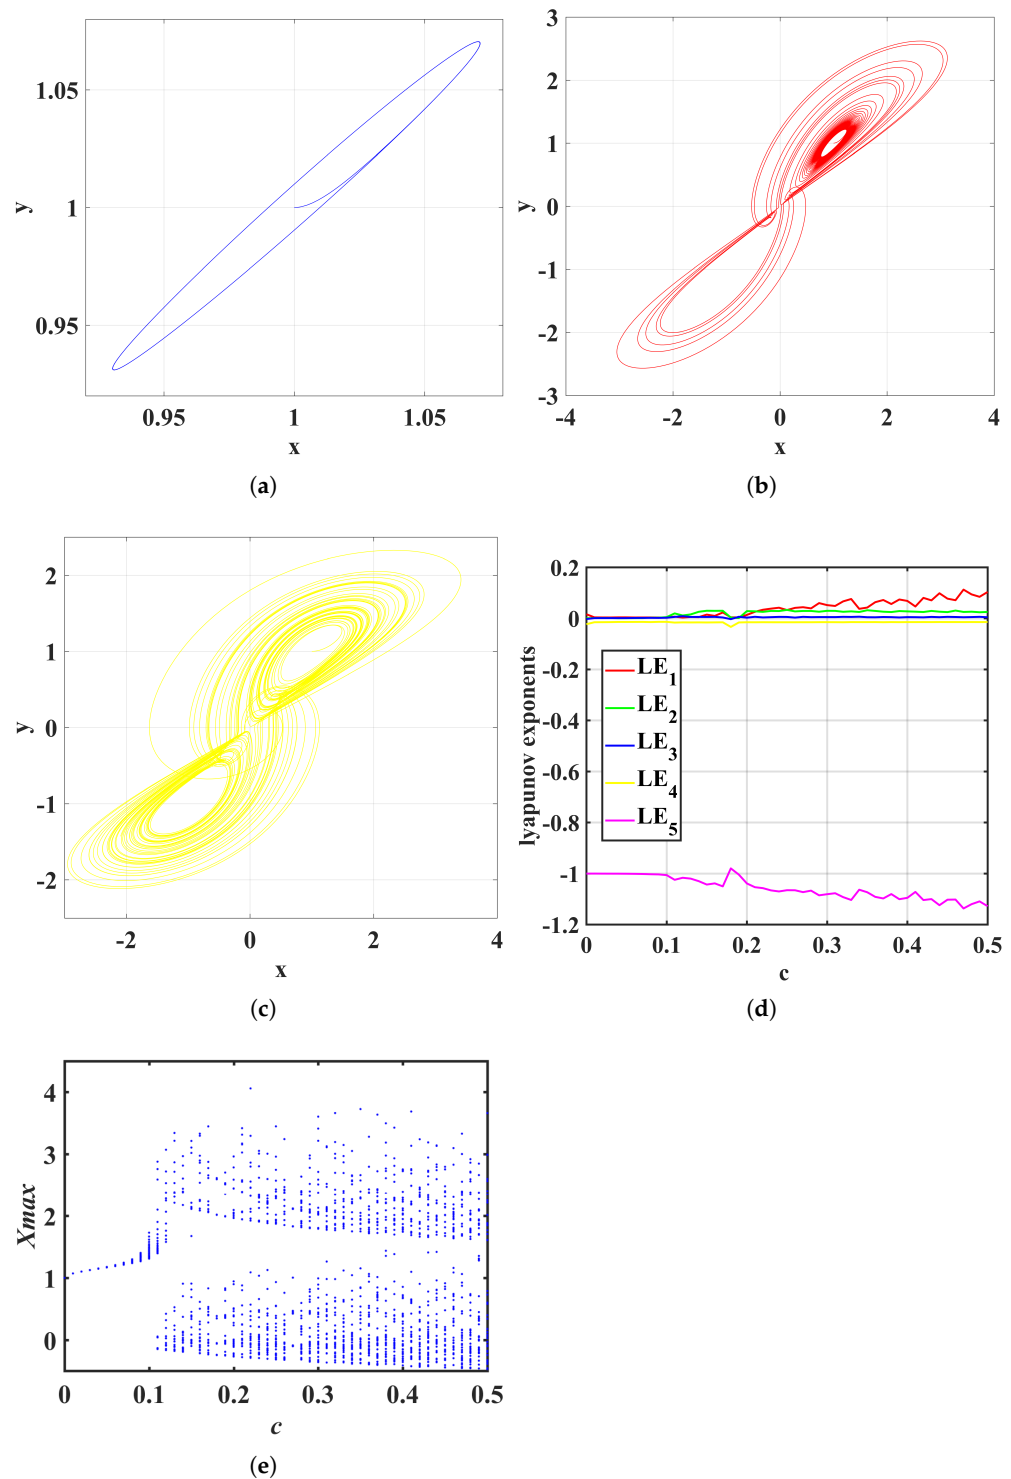 1.05
1
0.95
y
0.95 1 1.05
x
(a)
3
2
1
0
-1
-2
-3
y
-4 -2 0 2 4
x
(b)
2
1
0
-1
-2
y
-2 0 2 4
x
(c)
0.2
0
-0.2
-0.4
-0.6
-0.8
-1
-1.2
lyapunov exponents
LE1
LE2
LE3
LE4
LE5
0 0.1 0.2 0.3 0.4 0.5
c
(d)
4
3
2
1
0
Xmax
0 0.1 0.2 0.3 0.4 0.5
c
(e)